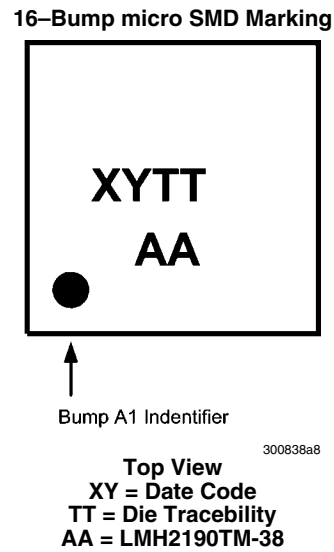 16–Bump micro SMD Marking
XYTT
AA
Bump A1 Indentifier
300838a8
Top View
XY = Date Code
TT = Die Tracebility
AA = LMH2190TM-38